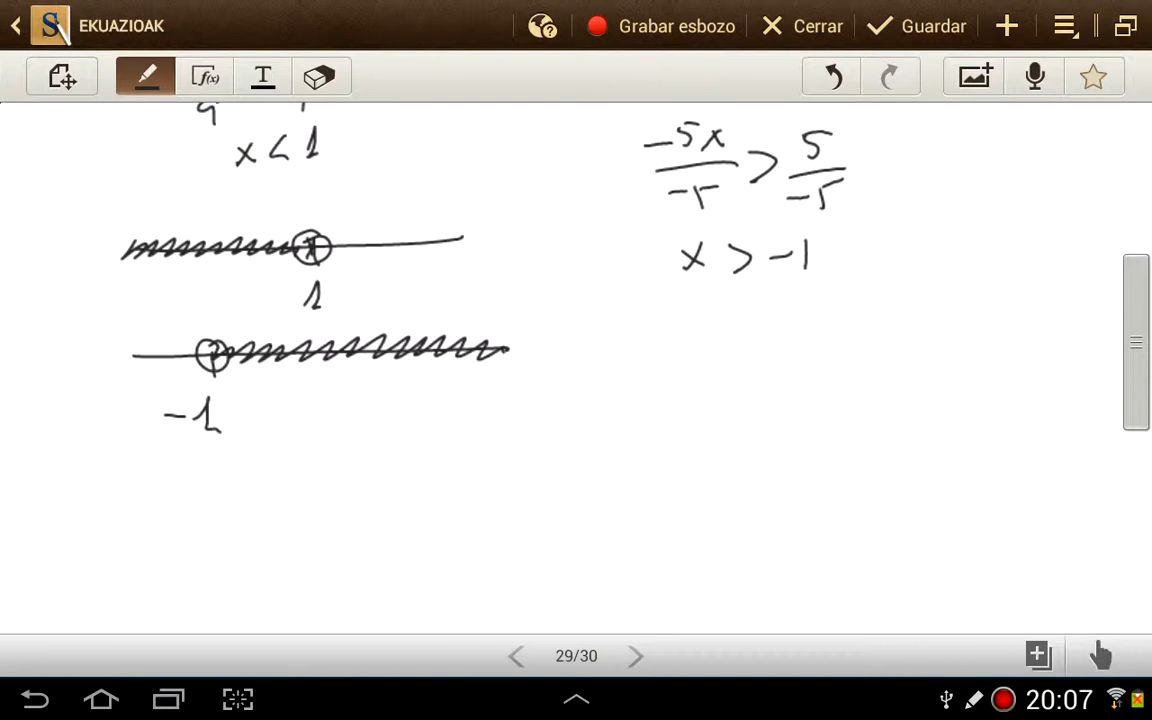 EKUAZIOAK
Grabar esbozo
Cerrar
Guardar
f(x)
T
x < 1
1
-1
-5x / -5 > 5 / -5
x > -1
29/30
20:07